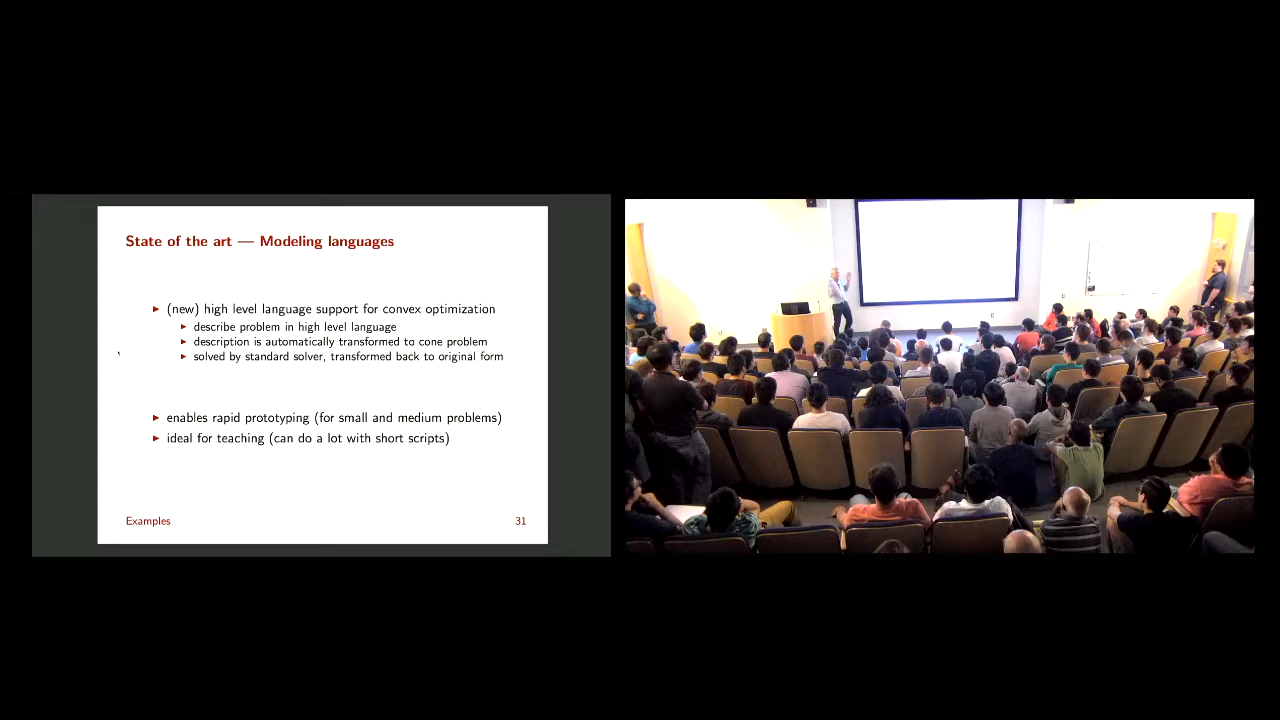 State of the art — Modeling languages
(new) high level language support for convex optimization
describe problem in high level language
description is automatically transformed to cone problem
solved by standard solver, transformed back to original form
enables rapid prototyping (for small and medium problems)
ideal for teaching (can do a lot with short scripts)
Examples
31